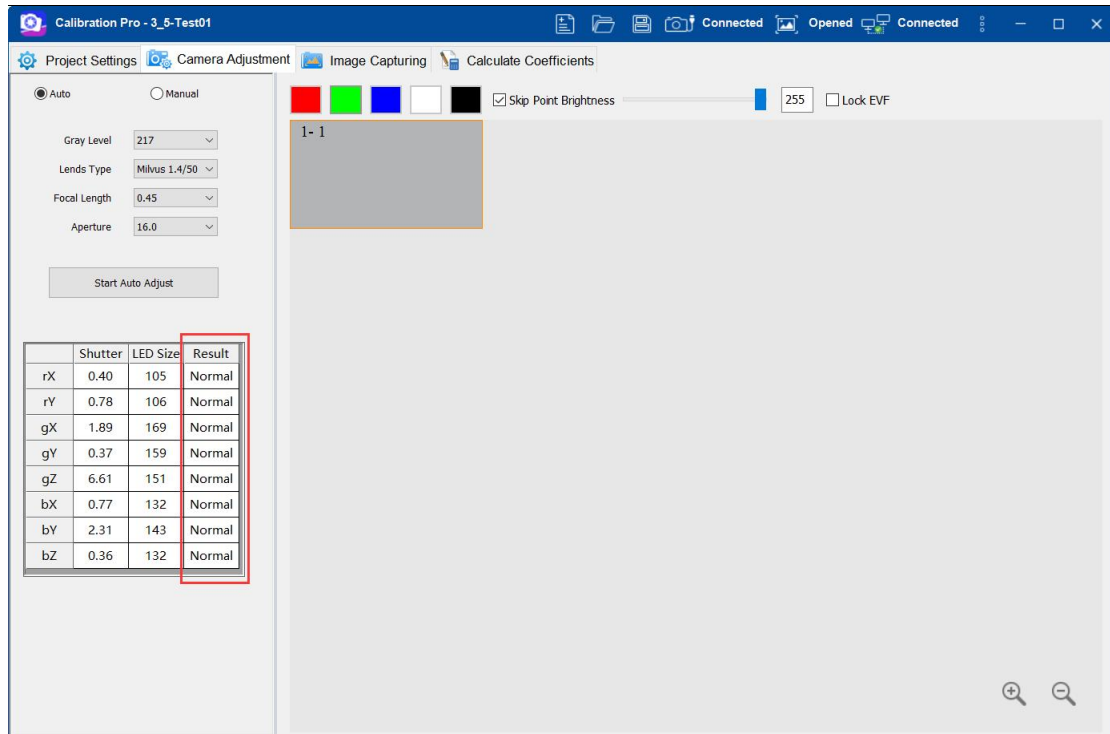 Calibration Pro - 3_5-Test01 Connected Opened Connected
Project Settings Camera Adjustment Image Capturing Calculate Coefficients
Auto Manual
Skip Point Brightness 255 Lock EVF
1- 1
Gray Level 217
Lends Type Milvus 1.4/50
Focal Length 0.45
Aperture 16.0
Start Auto Adjust
Shutter LED Size Result
rX 0.40 105 Normal
rY 0.78 106 Normal
gX 1.89 169 Normal
gY 0.37 159 Normal
gZ 6.61 151 Normal
bX 0.77 132 Normal
bY 2.31 143 Normal
bZ 0.36 132 Normal